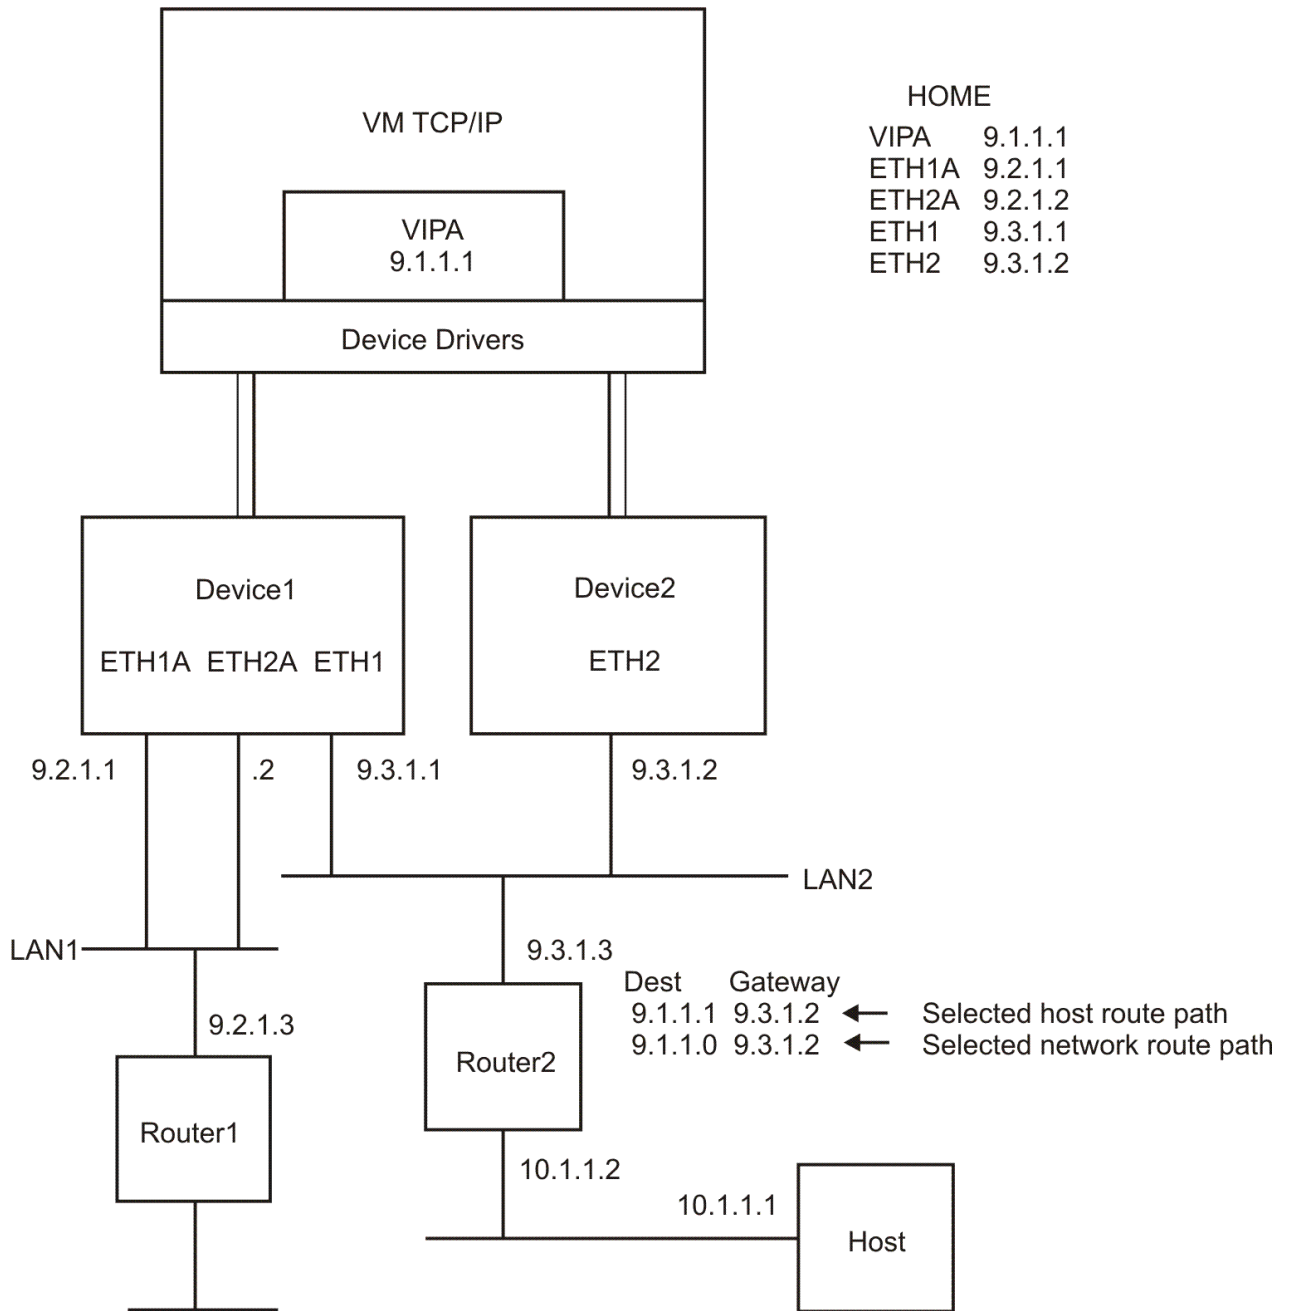 VM TCP/IP
VIPA
9.1.1.1
Device Drivers
HOME
VIPA 9.1.1.1
ETH1A 9.2.1.1
ETH2A 9.2.1.2
ETH1 9.3.1.1
ETH2 9.3.1.2
Device1
ETH1A ETH2A ETH1
Device2
ETH2
9.2.1.1 .2 9.3.1.1 9.3.1.2
LAN2
LAN1
9.3.1.3
Dest Gateway
9.1.1.1 9.3.1.2 Selected host route path
9.1.1.0 9.3.1.2 Selected network route path
9.2.1.3
Router2
Router1
10.1.1.2
10.1.1.1
Host